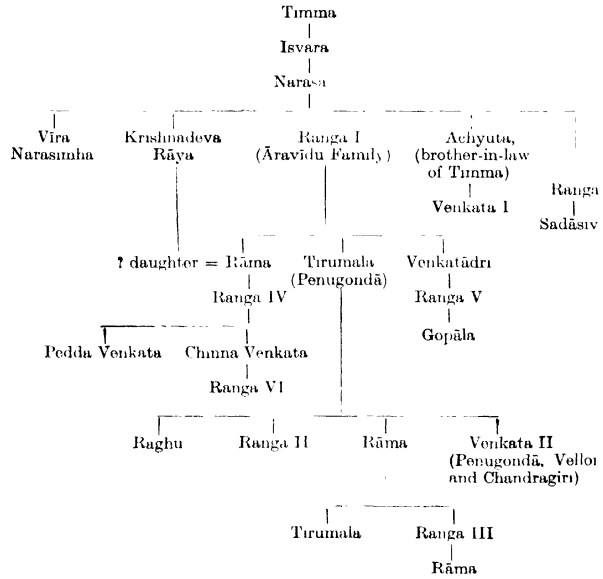 Timma
Isvara
Narasa
Vīra Narasimha
Krishnadeva Rāya
Ranga I (Āravīdu Family)
Achyuta, (brother-in-law of Timma)
Ranga
Venkata I
Sadāsiv
? daughter = Rāma
Tirumala (Penugondā)
Venkatādri
Ranga IV
Ranga V
Pedda Venkata
Chinna Venkata
Gopāla
Ranga VI
Raghu
Ranga II
Rāma
Venkata II (Penugondā, Vellor and Chandragiri)
Tirumala
Ranga III
Rāma